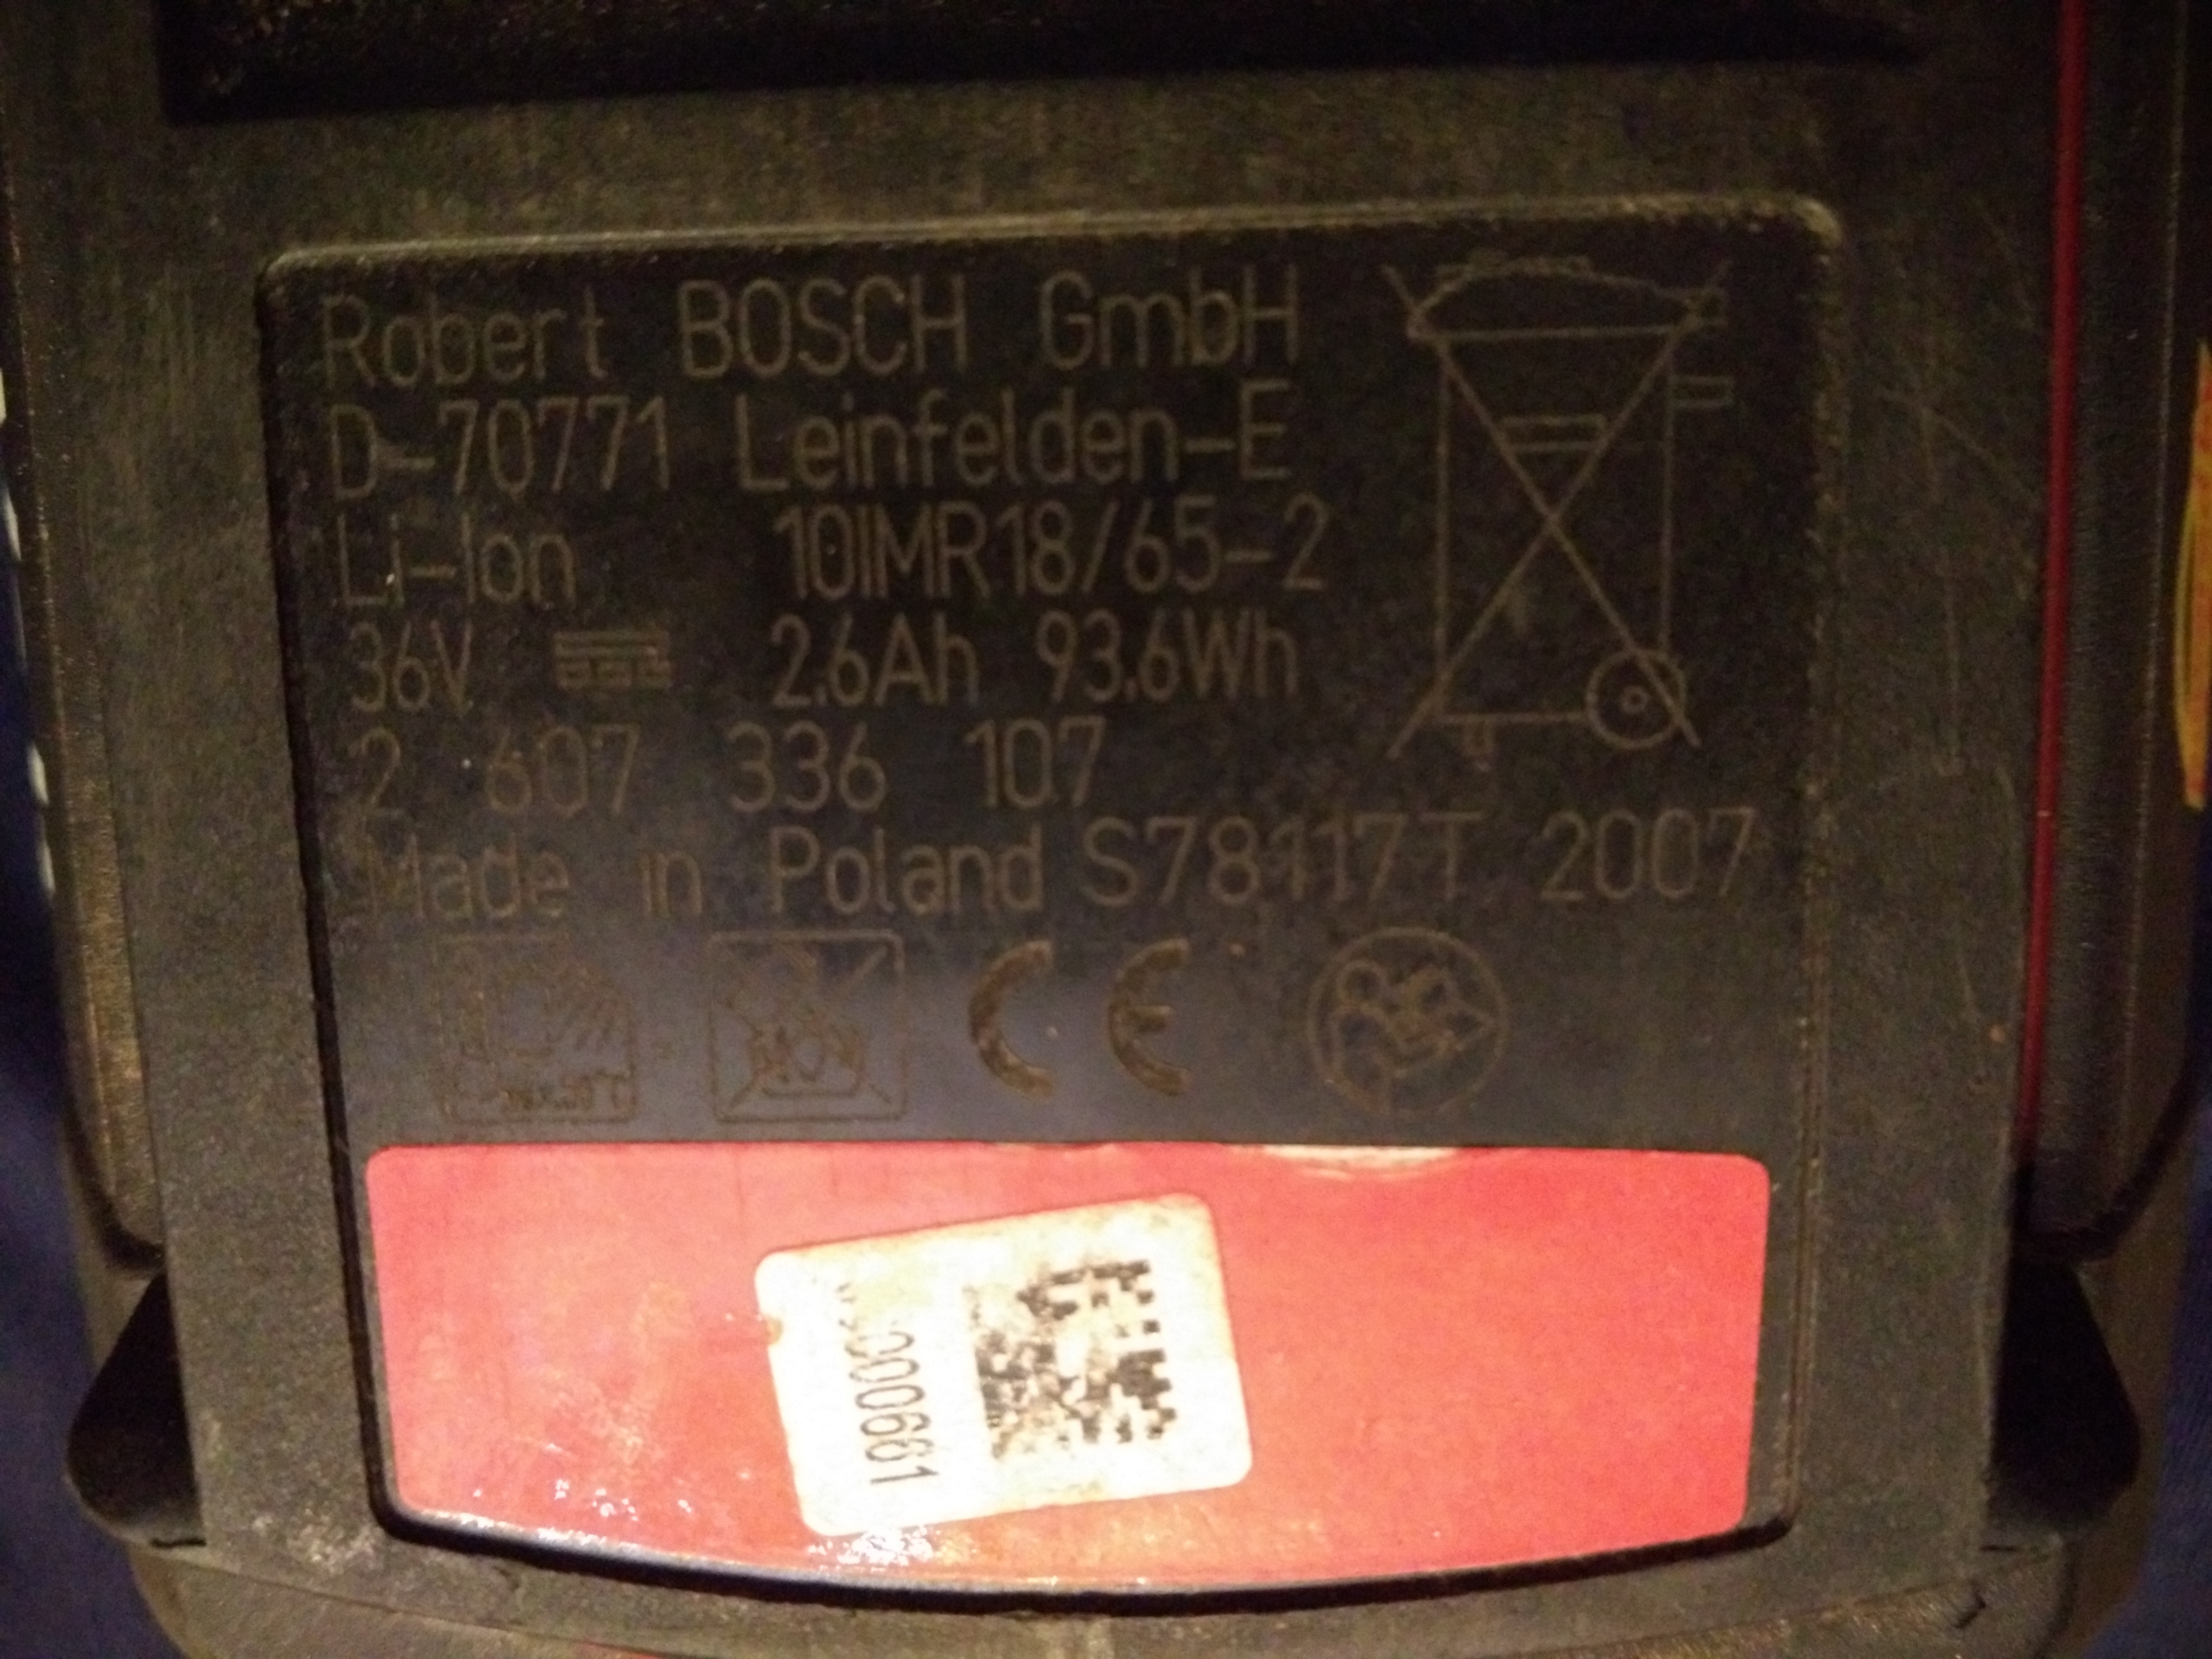 Robert BOSCH GmbH
D-70771 Leinfelden-E
Li-Ion 10IMR18/65-2
36V 2.6Ah 93.6Wh
2 607 336 107
Made in Poland S78117T 2007
CE